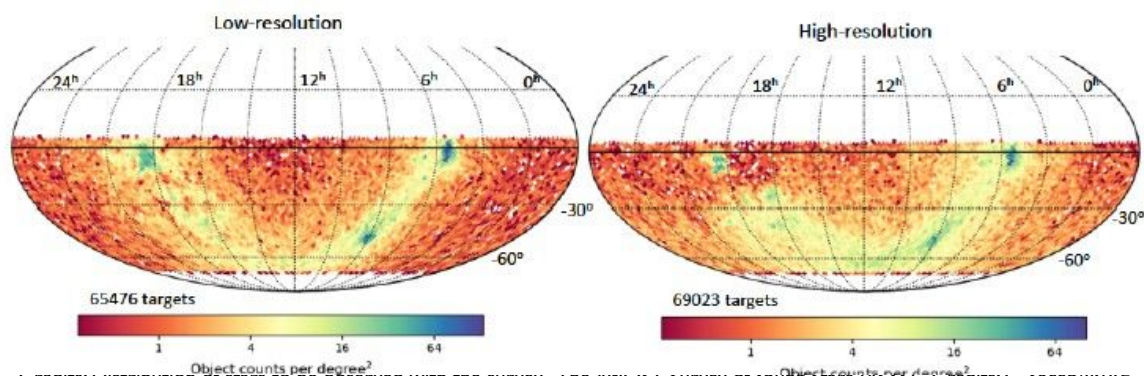 Low-resolution
24h 18h 12h 6h 0h
-30°
-60°
65476 targets
1 4 16 64
Object counts per degree2
High-resolution
24h 18h 12h 6h 0h
-30°
-60°
69023 targets
1 4 16 64
Object counts per degree2